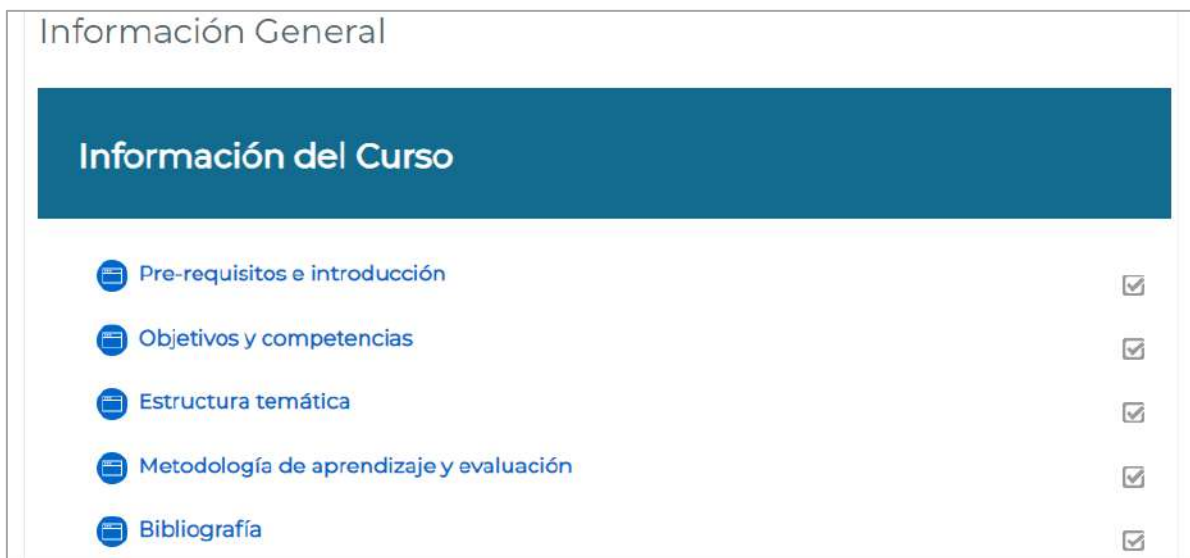 Información General
Información del Curso
Pre-requisitos e introducción
Objetivos y competencias
Estructura temática
Metodología de aprendizaje y evaluación
Bibliografía